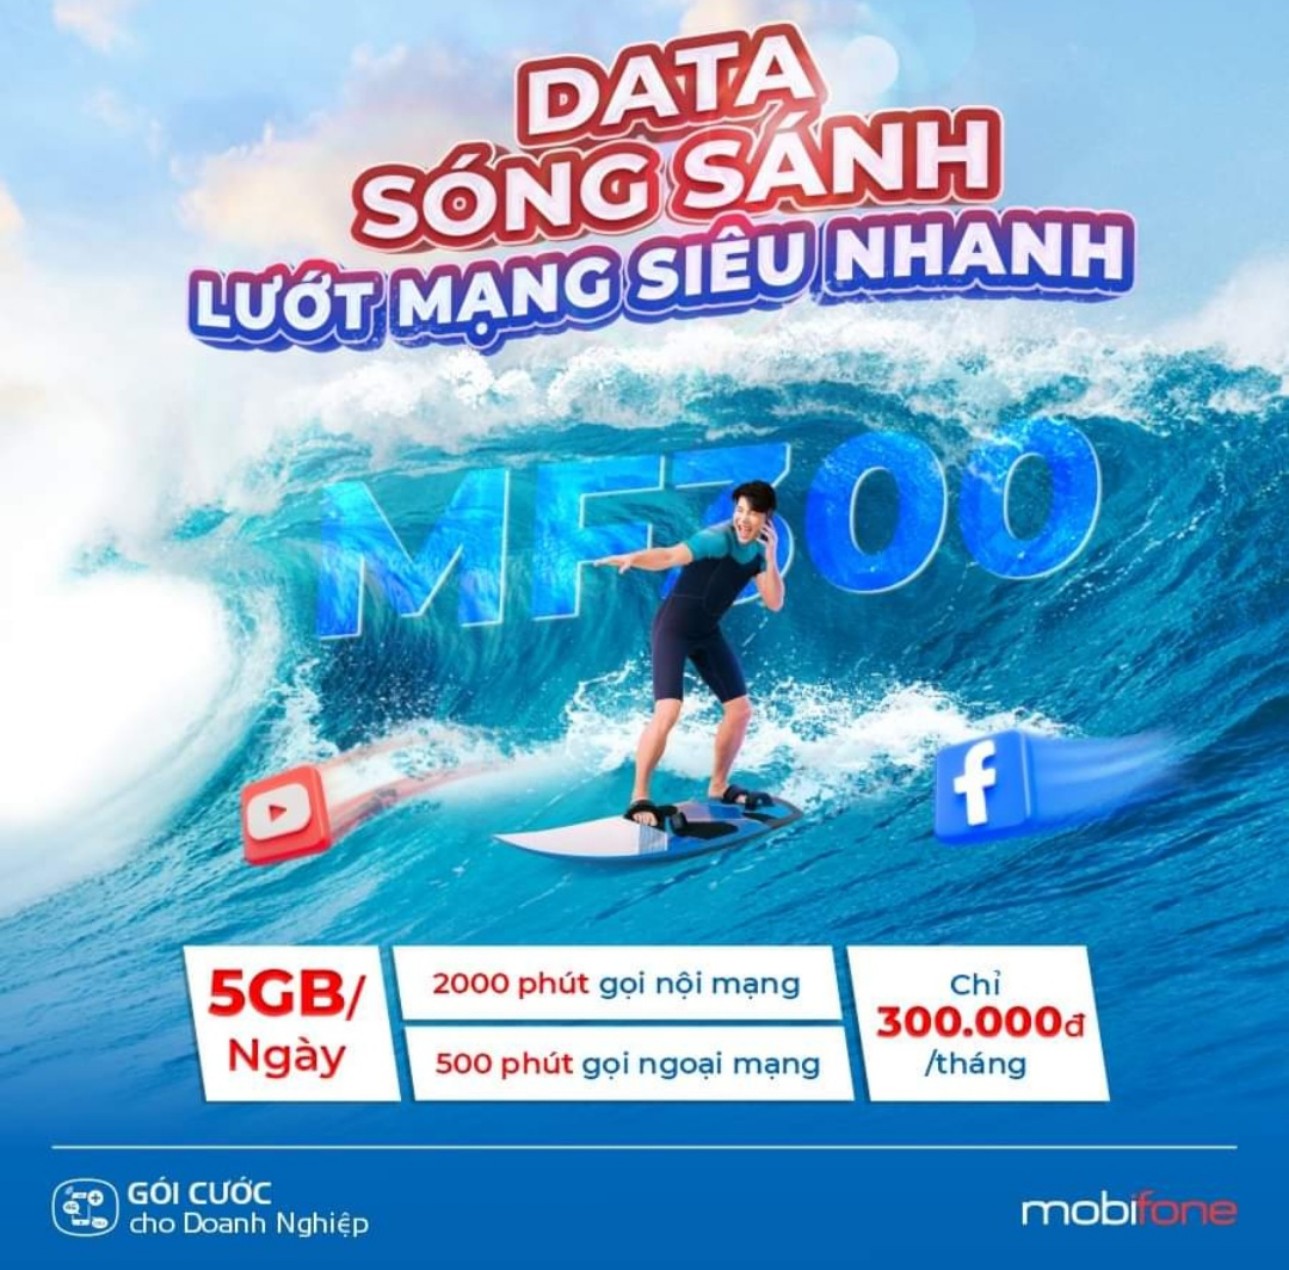 DATA
SÓNG SÁNH
LƯỚT MẠNG SIÊU NHANH
MF300
5GB/
Ngày
2000 phút gọi nội mạng
500 phút gọi ngoại mạng
Chỉ
300.000đ
/tháng
GÓI CƯỚC
cho Doanh Nghiệp
mobifone